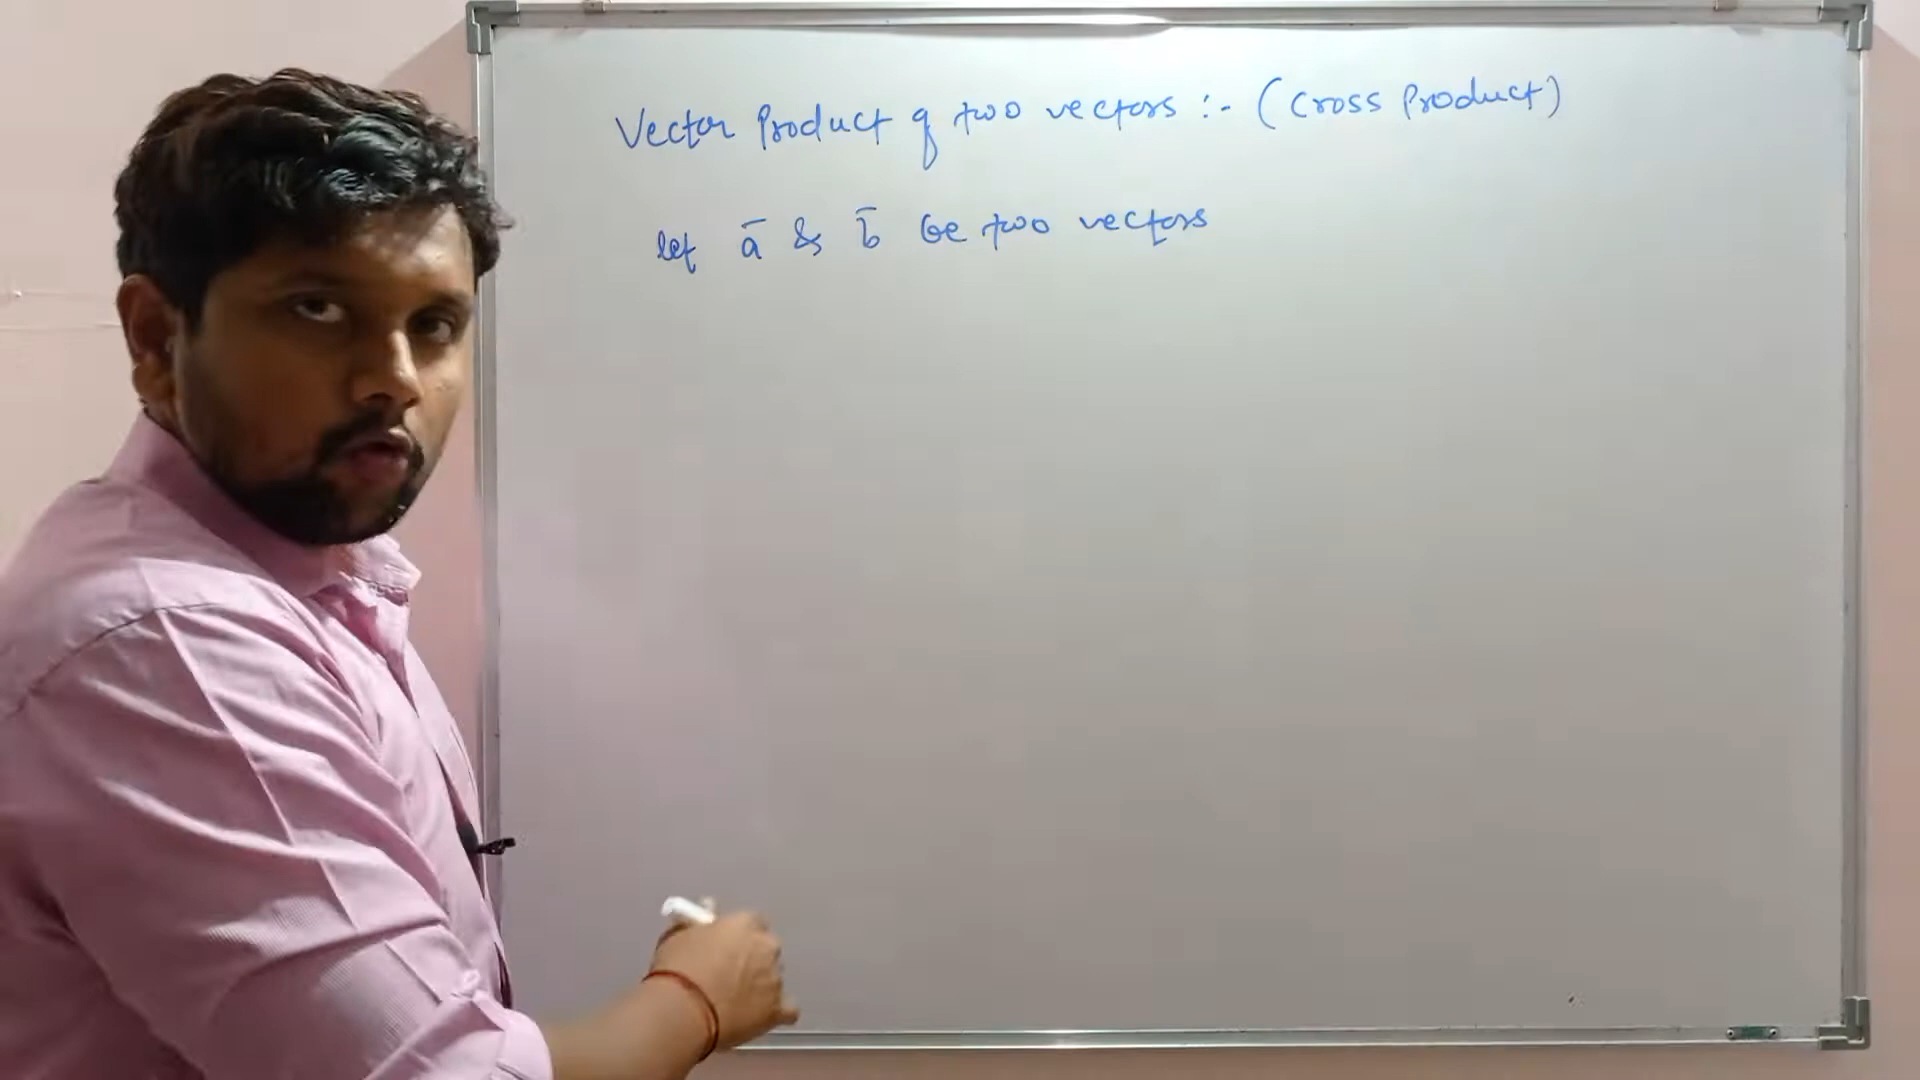 Vector Product of two vectors :- (Cross Product)
let a̅ & b̅ be two vectors